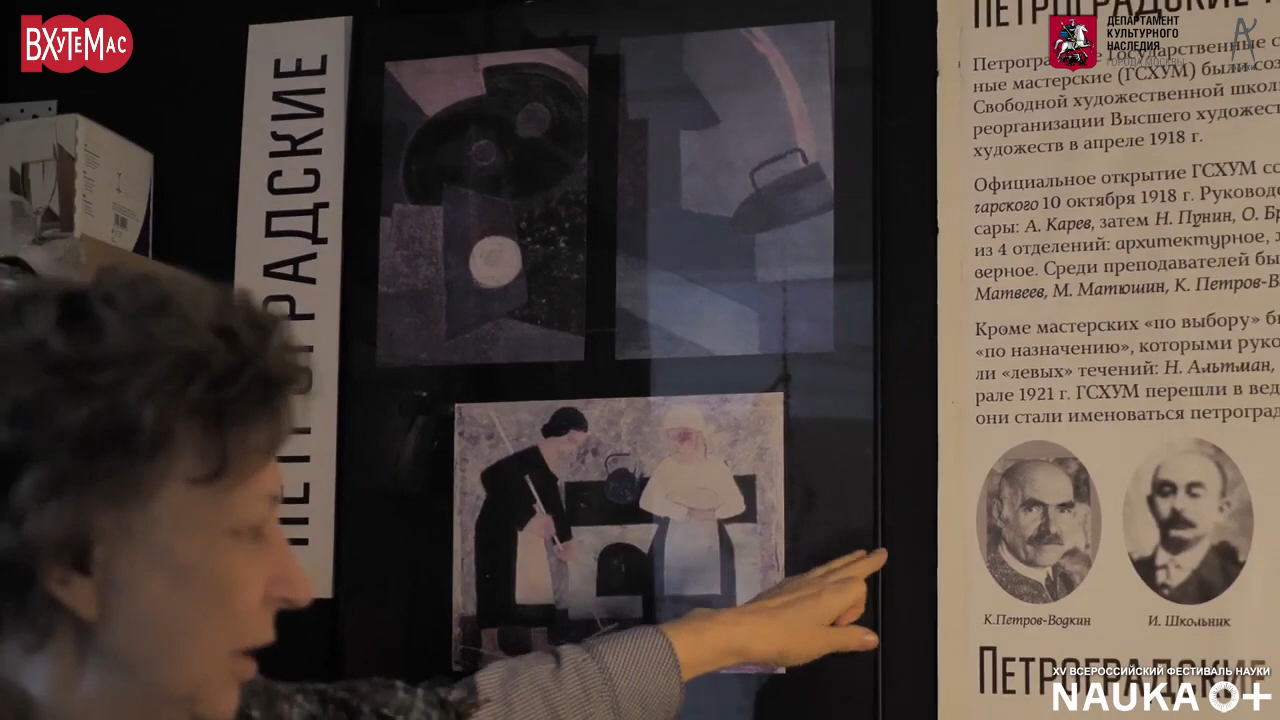 ВХУТЕМАС
100
ПЕТРОГРАДСКИЕ
ПЕТРОГРАДСКИЕ
ДЕПАРТАМЕНТ
КУЛЬТУРНОГО
НАСЛЕДИЯ
ГОРОДА МОСКВЫ
Государственные с
ные мастерские (ГСХУМ) были соз
Свободной художественной школ
реорганизации Высшего художес
художеств в апреле 1918 г.
Официальное открытие ГСХУМ со
гарского 10 октября 1918 г. Руковод
сары: А. Карев, затем Н. Пунин, О. Бр
из 4 отделений: архитектурное, ж
верное. Среди преподавателей бы
Матвеев, М. Матюшин, К. Петров-В
Кроме мастерских «по выбору» б
«по назначению», которыми руко
ли «левых» течений: Н. Альтман,
рале 1921 г. ГСХУМ перешли в вед
они стали именоваться петроград
К.Петров-Водкин
И. Школьник
ПЕТРОГРАДСКИЕ
XV ВСЕРОССИЙСКИЙ ФЕСТИВАЛЬ НАУКИ
NAUKA 0+